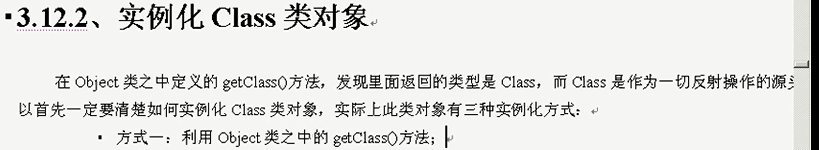 3.12.2、实例化 Class 类对象
在 Object 类之中定义的 getClass()方法，发现里面返回的类型是 Class，而 Class 是作为一切反射操作的源
以首先一定要清楚如何实例化 Class 类对象，实际上此类对象有三种实例化方式：
方式一：利用 Object 类之中的 getClass()方法；